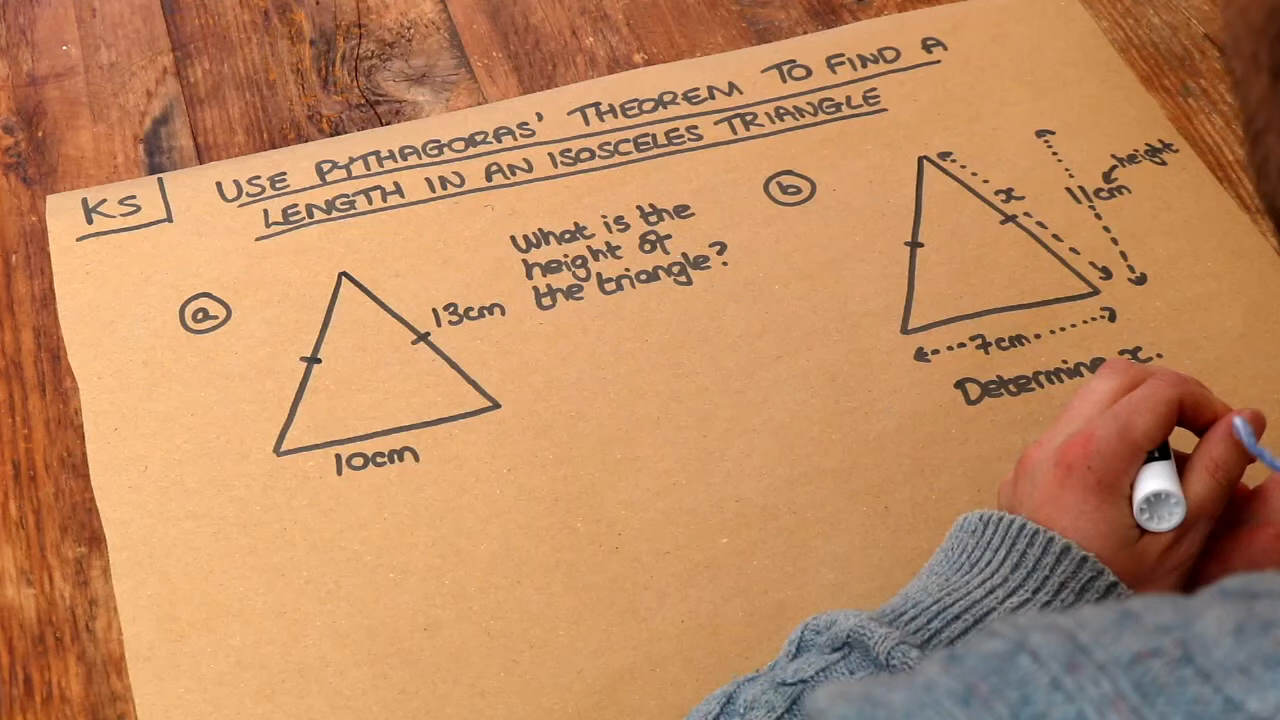 KS
USE PYTHAGORAS' THEOREM TO FIND A
LENGTH IN AN ISOSCELES TRIANGLE
a
What is the
height of
the triangle?
13cm
10cm
b
x
11cm
height
7cm
Determine x.